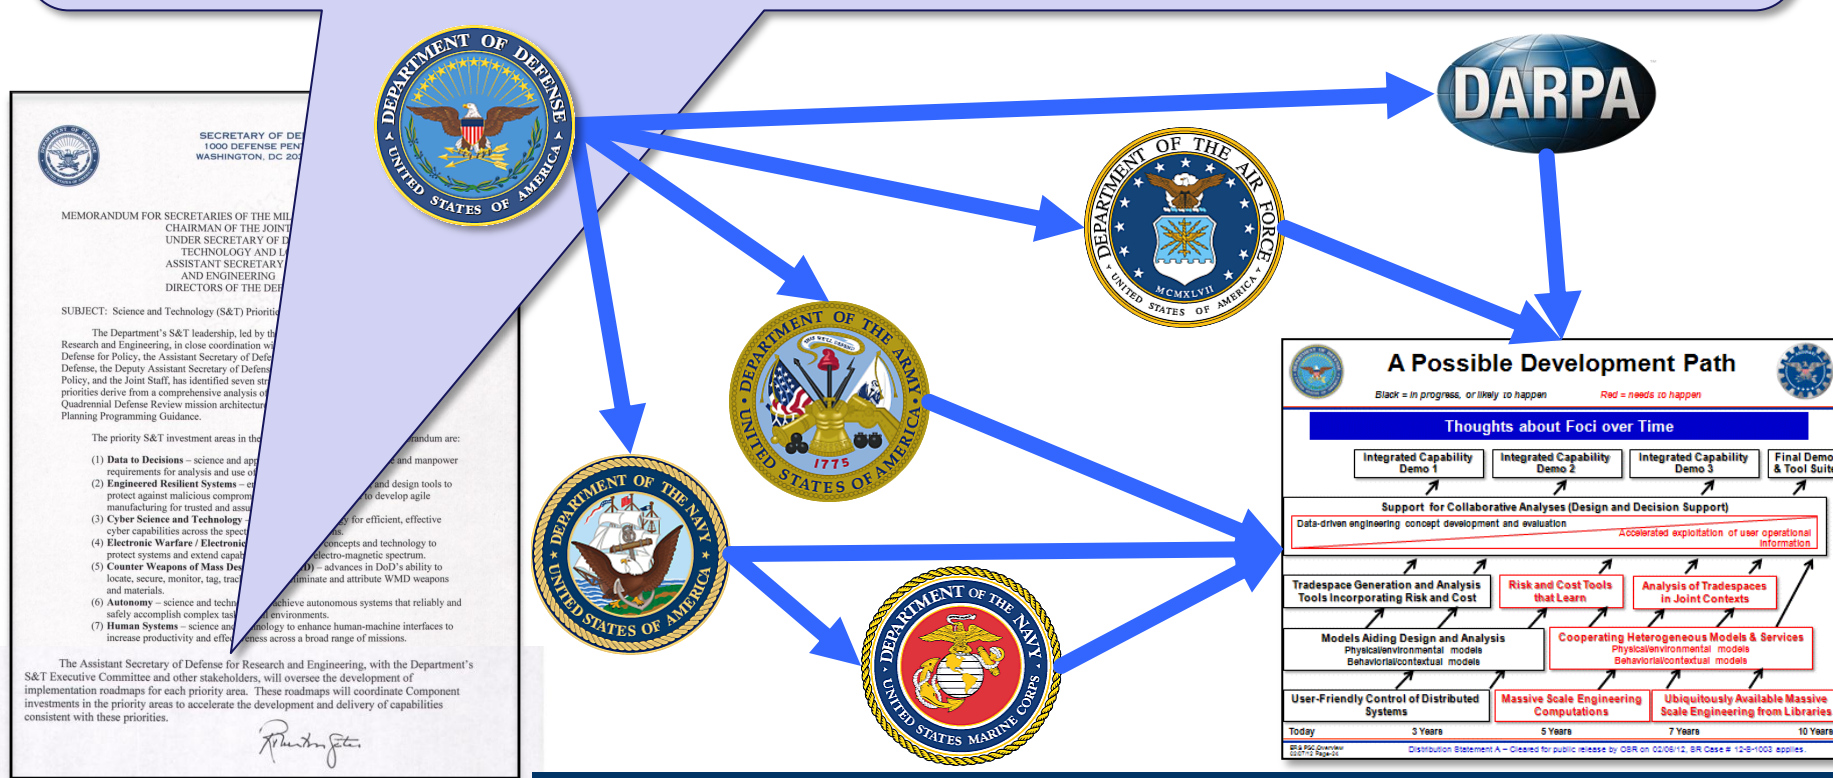 SECRETARY OF DE
1000 DEFENSE PENT
WASHINGTON, DC 203
MEMORANDUM FOR SECRETARIES OF THE MIL
CHAIRMAN OF THE JOINT
UNDER SECRETARY OF D
TECHNOLOGY AND LO
ASSISTANT SECRETARY
AND ENGINEERING
DIRECTORS OF THE DEF
SUBJECT: Science and Technology (S&T) Prioritie
The Department's S&T leadership, led by th
Research and Engineering, in close coordination wi
Defense for Policy, the Assistant Secretary of Defe
Defense, the Deputy Assistant Secretary of Defens
Policy, and the Joint Staff, has identified seven str
priorities derive from a comprehensive analysis of
Quadrennial Defense Review mission architecture
Planning Programming Guidance.
The priority S&T investment areas in the orandum are:
(1) Data to Decisions – science and app e and manpower
requirements for analysis and use of
(2) Engineered Resilient Systems – e and design tools to
protect against malicious comprom to develop agile
manufacturing for trusted and assu
(3) Cyber Science and Technology – gy for efficient, effective
cyber capabilities across the spect ns.
(4) Electronic Warfare / Electronic concepts and technology to
protect systems and extend capab electro-magnetic spectrum.
(5) Counter Weapons of Mass Des D) – advances in DoD's ability to
locate, secure, monitor, tag, trac iminate and attribute WMD weapons
and materials.
(6) Autonomy – science and techn achieve autonomous systems that reliably and
safely accomplish complex task environments.
(7) Human Systems – science and nology to enhance human-machine interfaces to
increase productivity and effe eness across a broad range of missions.
The Assistant Secretary of Defense for Research and Engineering, with the Department's
S&T Executive Committee and other stakeholders, will oversee the development of
implementation roadmaps for each priority area. These roadmaps will coordinate Component
investments in the priority areas to accelerate the development and delivery of capabilities
consistent with these priorities.
DEPARTMENT OF DEFENSE
UNITED STATES OF AMERICA
DARPA
DEPARTMENT OF THE AIR FORCE
MCMXLVII
UNITED STATES OF AMERICA
DEPARTMENT OF THE ARMY
THIS WE'LL DEFEND
1775
UNITED STATES OF AMERICA
DEPARTMENT OF THE NAVY
UNITED STATES OF AMERICA
DEPARTMENT OF THE NAVY
UNITED STATES MARINE CORPS
A Possible Development Path
Black = in progress, or likely to happen Red = needs to happen
Thoughts about Foci over Time
Integrated Capability
Demo 1
Integrated Capability
Demo 2
Integrated Capability
Demo 3
Final Demo
& Tool Suite
Support for Collaborative Analyses (Design and Decision Support)
Data-driven engineering concept development and evaluation
Accelerated exploitation of user operational
information
Tradespace Generation and Analysis
Tools Incorporating Risk and Cost
Risk and Cost Tools
that Learn
Analysis of Tradespaces
in Joint Contexts
Models Aiding Design and Analysis
Physical/environmental models
Behaviorial/contextual models
Cooperating Heterogeneous Models & Services
Physical/environmental models
Behaviorial/contextual models
User-Friendly Control of Distributed
Systems
Massive Scale Engineering
Computations
Ubiquitously Available Massive
Scale Engineering from Libraries
Today 3 Years 5 Years 7 Years 10 Years
Distribution Statement A – Cleared for public release by OSR on 02/06/12, SR Case # 12-S-1003 applies.